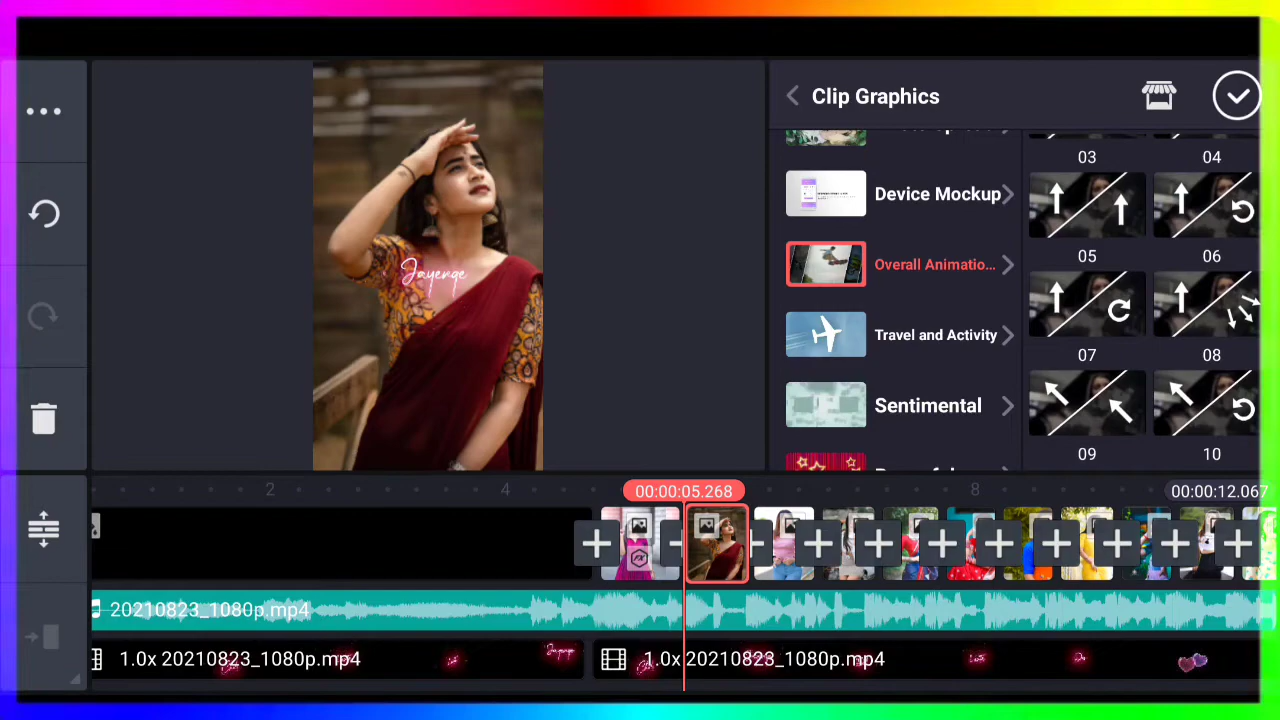 Clip Graphics
Device Mockup
Overall Animatio...
Travel and Activity
Sentimental
03
04
05
06
07
08
09
10
Jayenge
2
4
00:00:05.268
8
00:00:12.067
20210823_1080p.mp4
1.0x 20210823_1080p.mp4
1.0x 20210823_1080p.mp4